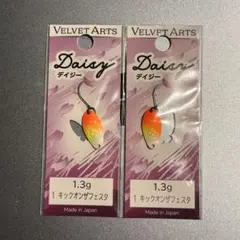 VELVET ARTS
Daisy
デイジー
1.3g
1 キックオンザフェスタ
Made in Japan
VELVET ARTS
Daisy
デイジー
1.3g
1 キックオンザフェスタ
Made in Japan